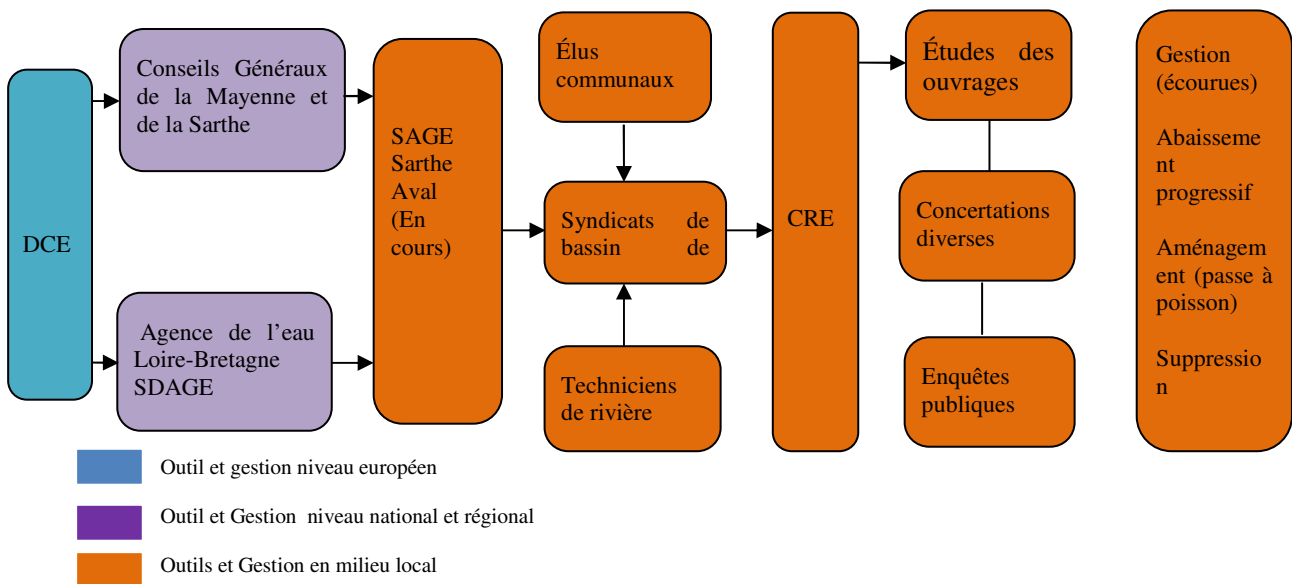 DCE
Conseils Généraux
de la Mayenne et
de la Sarthe
Agence de l’eau
Loire-Bretagne
SDAGE
SAGE
Sarthe
Aval
(En
cours)
Élus
communaux
Syndicats de
bassin de
Techniciens
de rivière
CRE
Études des
ouvrages
Concertations
diverses
Enquêtes
publiques
Gestion
(écourues)
Abaisseme
nt
progressif
Aménagem
ent (passe à
poisson)
Suppressio
n
Outil et gestion niveau européen
Outil et Gestion niveau national et régional
Outils et Gestion en milieu local